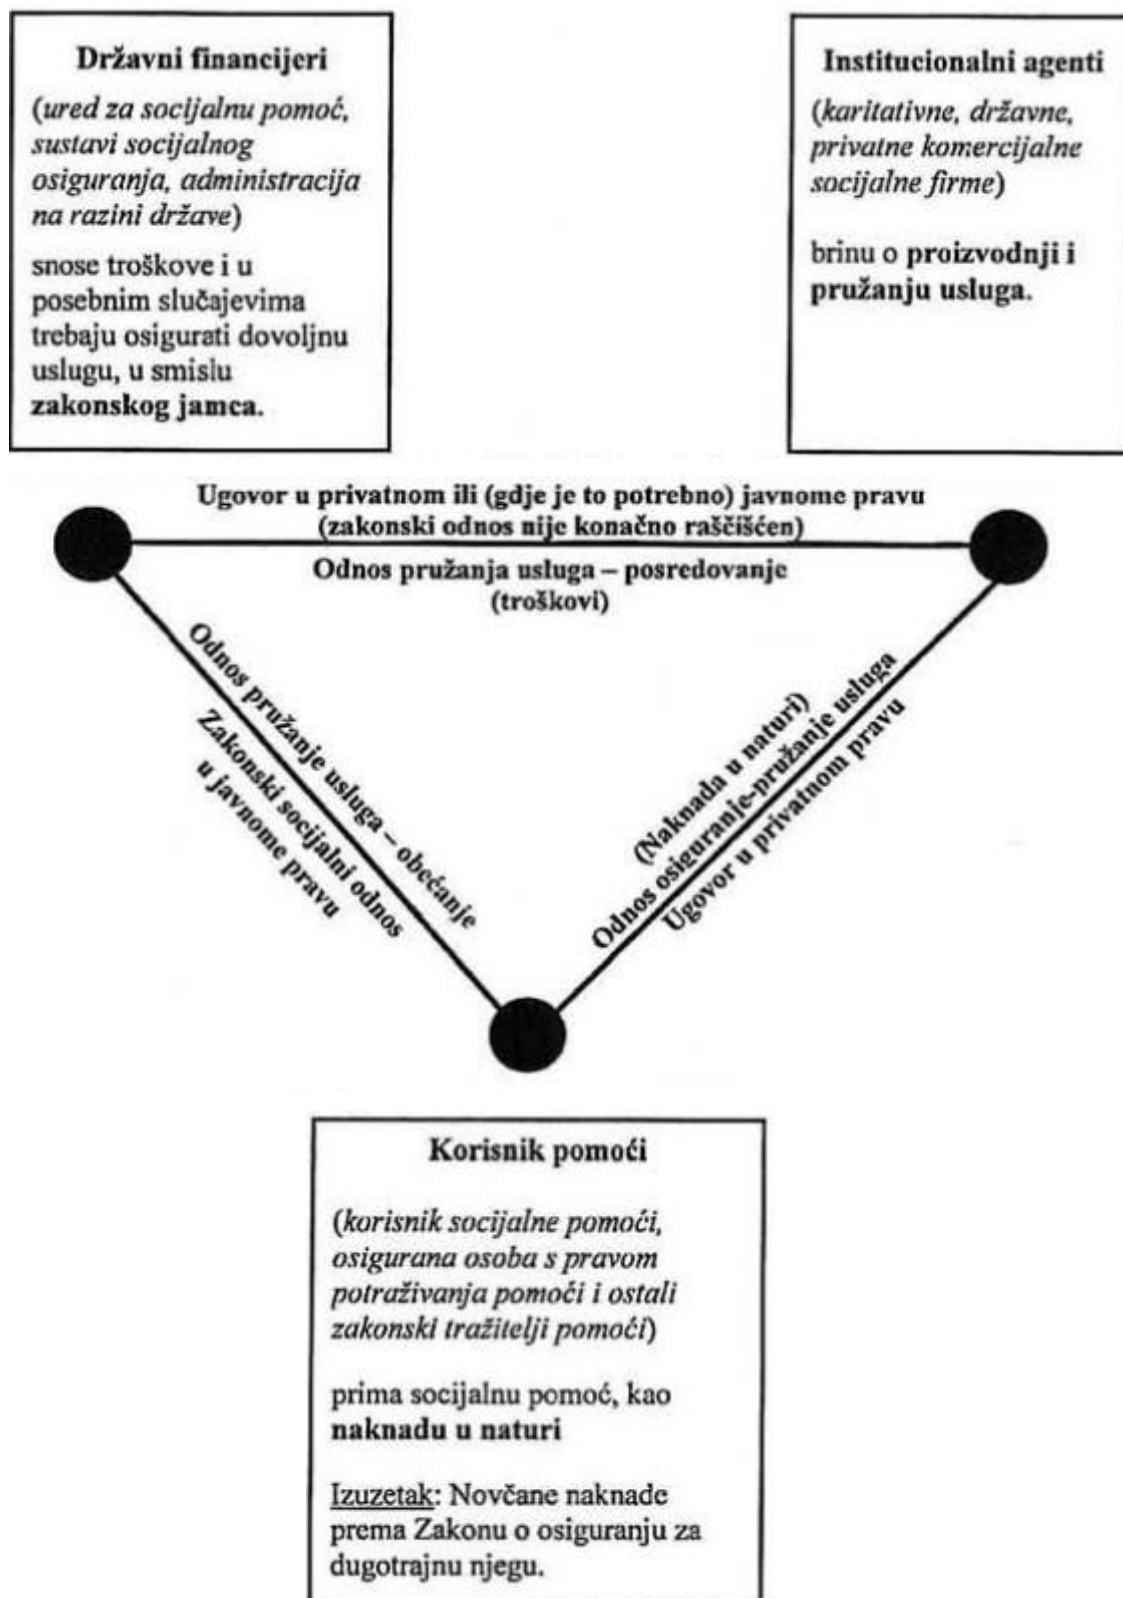 Državni financijeri
(ured za socijalnu pomoć,
sustavi socijalnog
osiguranja, administracija
na razini države)
snose troškove i u
posebnim slučajevima
trebaju osigurati dovoljnu
uslugu, u smislu
zakonskog jamca.
Institucionalni agenti
(karitativne, državne,
privatne komercijalne
socijalne firme)
brinu o proizvodnji i
pružanju usluga.
Ugovor u privatnom ili (gdje je to potrebno) javnome pravu
(zakonski odnos nije konačno raščišćen)
Odnos pružanja usluga – posredovanje
(troškovi)
Odnos pružanje usluga – obećanje
Zakonski socijalni odnos
u javnome pravu
(Naknada u naturi)
Odnos osiguranje-pružanje usluga
Ugovor u privatnom pravu
Korisnik pomoći
(korisnik socijalne pomoći,
osigurana osoba s pravom
potraživanja pomoći i ostali
zakonski tražitelji pomoći)
prima socijalnu pomoć, kao
naknadu u naturi
Izuzetak: Novčane naknade
prema Zakonu o osiguranju za
dugotrajnu njegu.